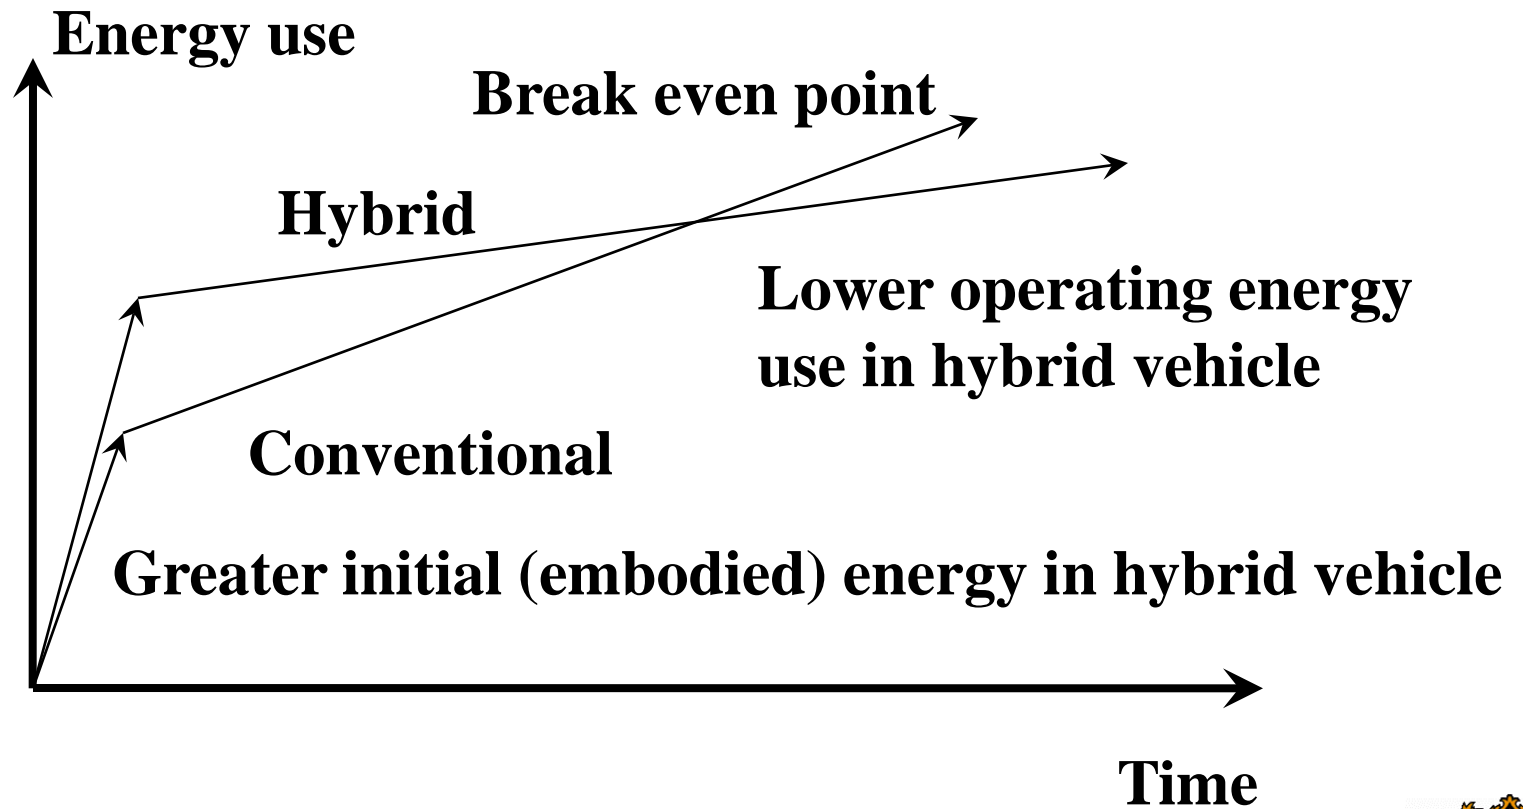 Energy use
Break even point
Hybrid
Lower operating energy
use in hybrid vehicle
Conventional
Greater initial (embodied) energy in hybrid vehicle
Time